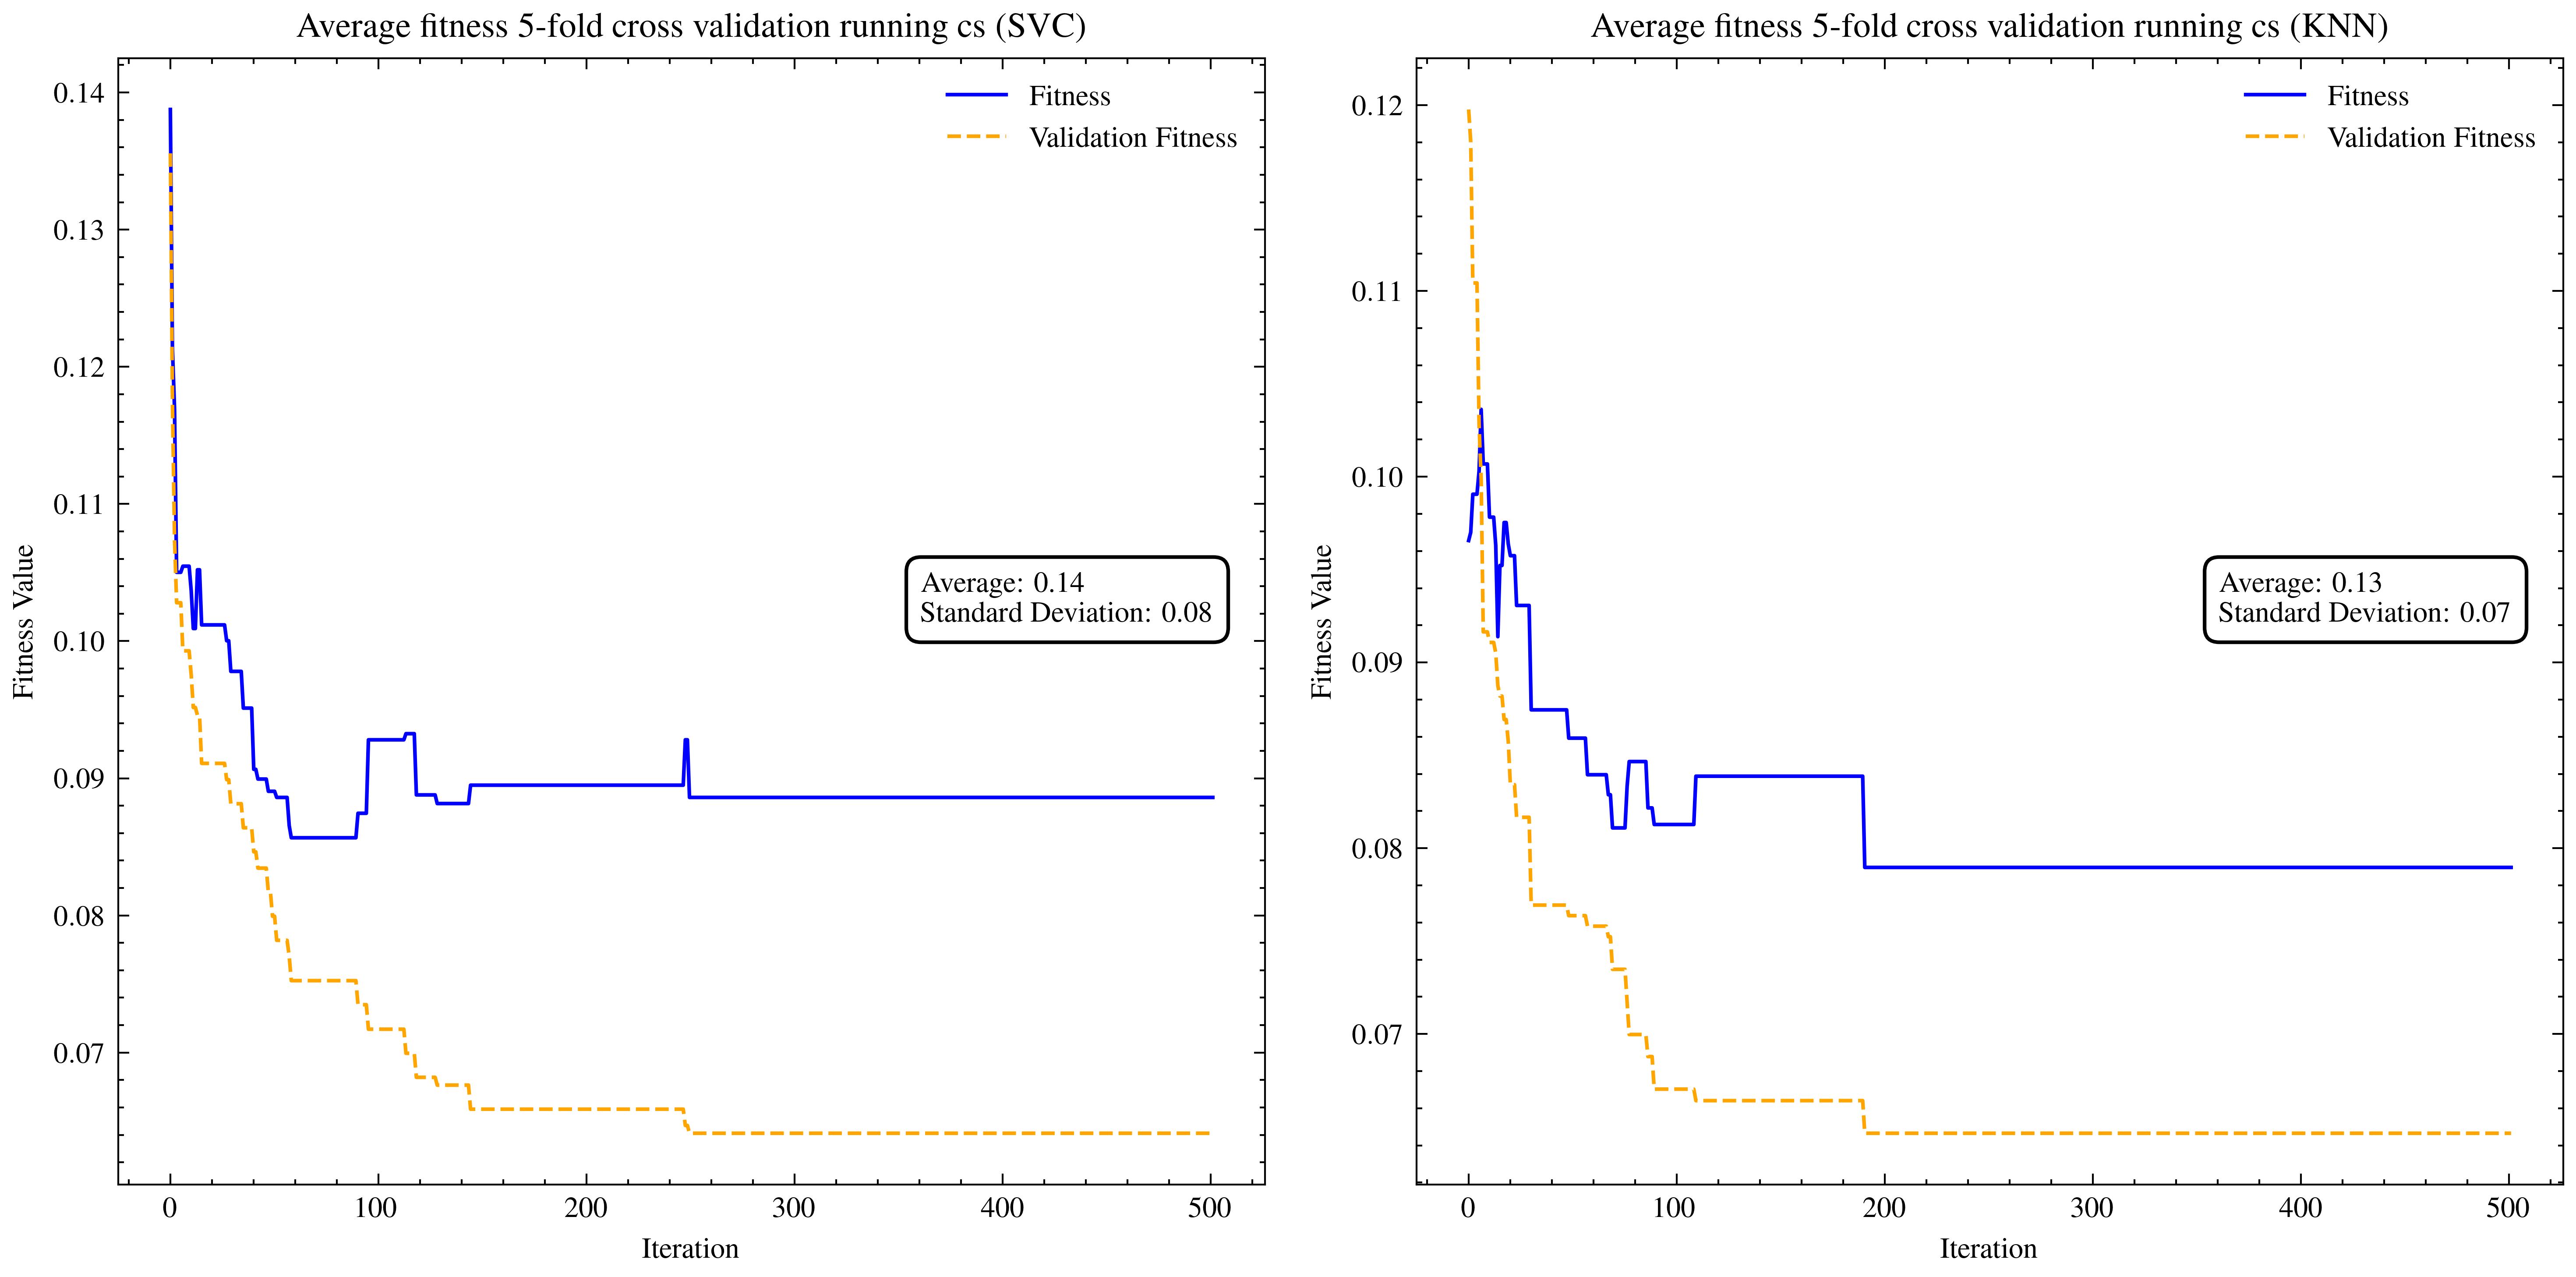 Average fitness 5-fold cross validation running cs (SVC)
0.14
0.13
0.12
0.11
0.10
0.09
0.08
0.07
Fitness Value
Fitness
Validation Fitness
Average: 0.14
Standard Deviation: 0.08
0
100
200
300
400
500
Iteration
Average fitness 5-fold cross validation running cs (KNN)
0.12
0.11
0.10
0.09
0.08
0.07
Fitness Value
Fitness
Validation Fitness
Average: 0.13
Standard Deviation: 0.07
0
100
200
300
400
500
Iteration